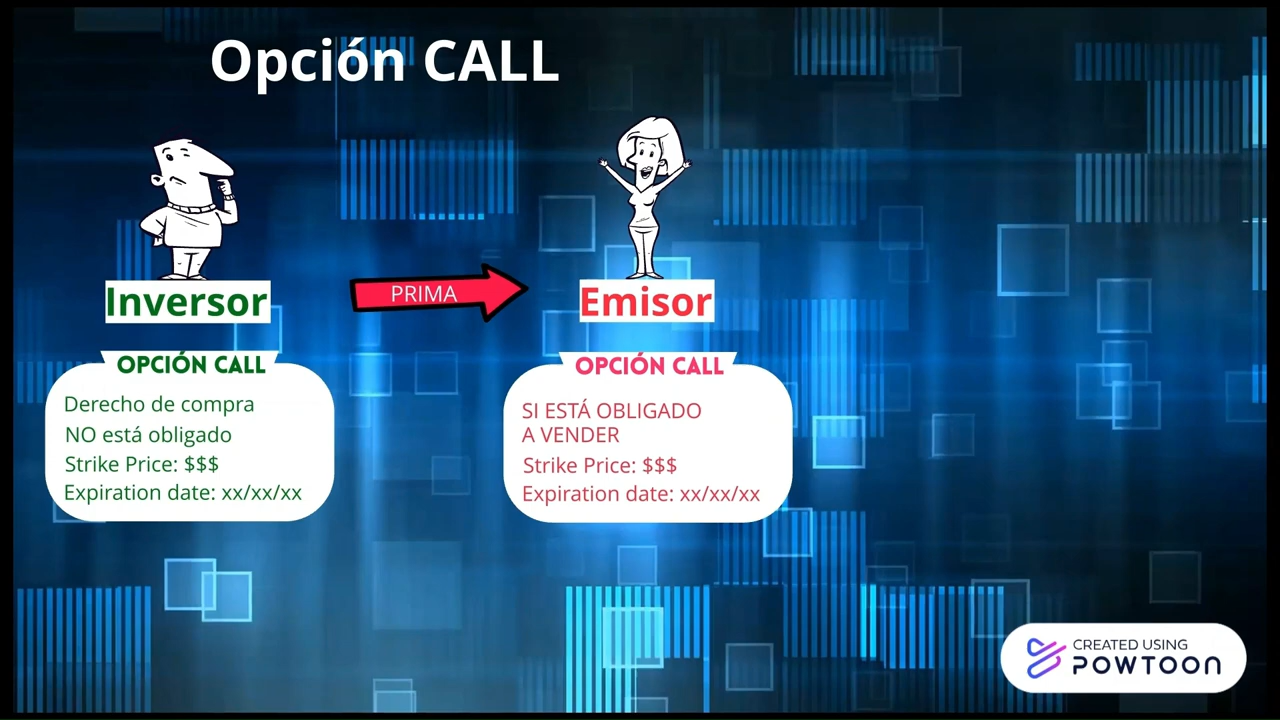 Opción CALL
PRIMA
Inversor
Emisor
OPCIÓN CALL
Derecho de compra
NO está obligado
Strike Price: $$$
Expiration date: xx/xx/xx
OPCIÓN CALL
SI ESTÁ OBLIGADO
A VENDER
Strike Price: $$$
Expiration date: xx/xx/xx
CREATED USING
POWTOON